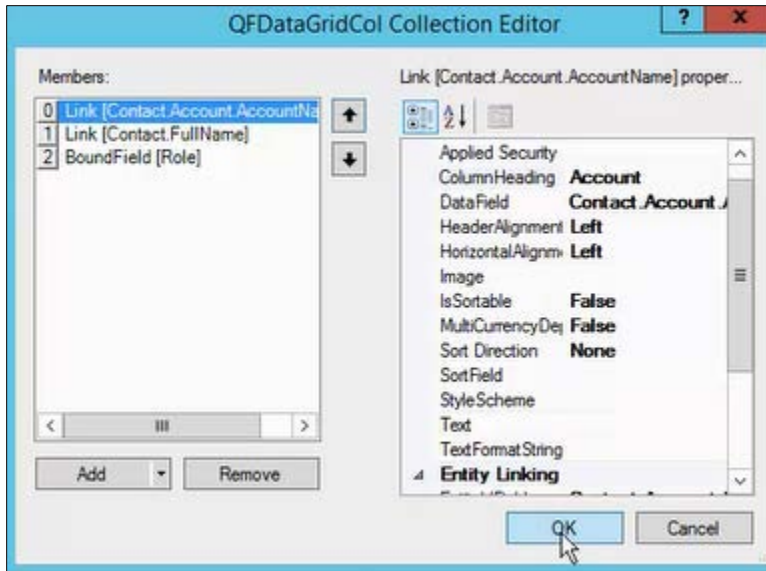 QFDataGridCol Collection Editor
? x
Members:
0 Link [Contact.Account.AccountNa
1 Link [Contact.FullName]
2 BoundField [Role]
Add
Remove
Link [Contact.Account.AccountName] proper...
Applied Security
ColumnHeading Account
DataField Contact.Account.A
HeaderAlignment Left
HorizontalAlignm Left
Image
IsSortable False
MultiCurrencyDep False
Sort Direction None
SortField
StyleScheme
Text
TextFormatString
Entity Linking
OK
Cancel